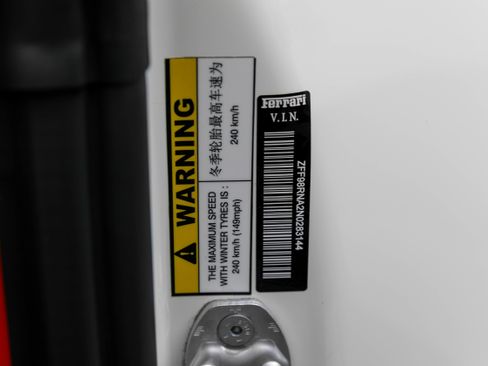 WARNING
冬季轮胎最高车速为
240 km/h
THE MAXIMUM SPEED
WITH WINTER TYRES IS :
240 km/h (149mph)
Ferrari
V.I.N.
ZFF98RNA2N0283144